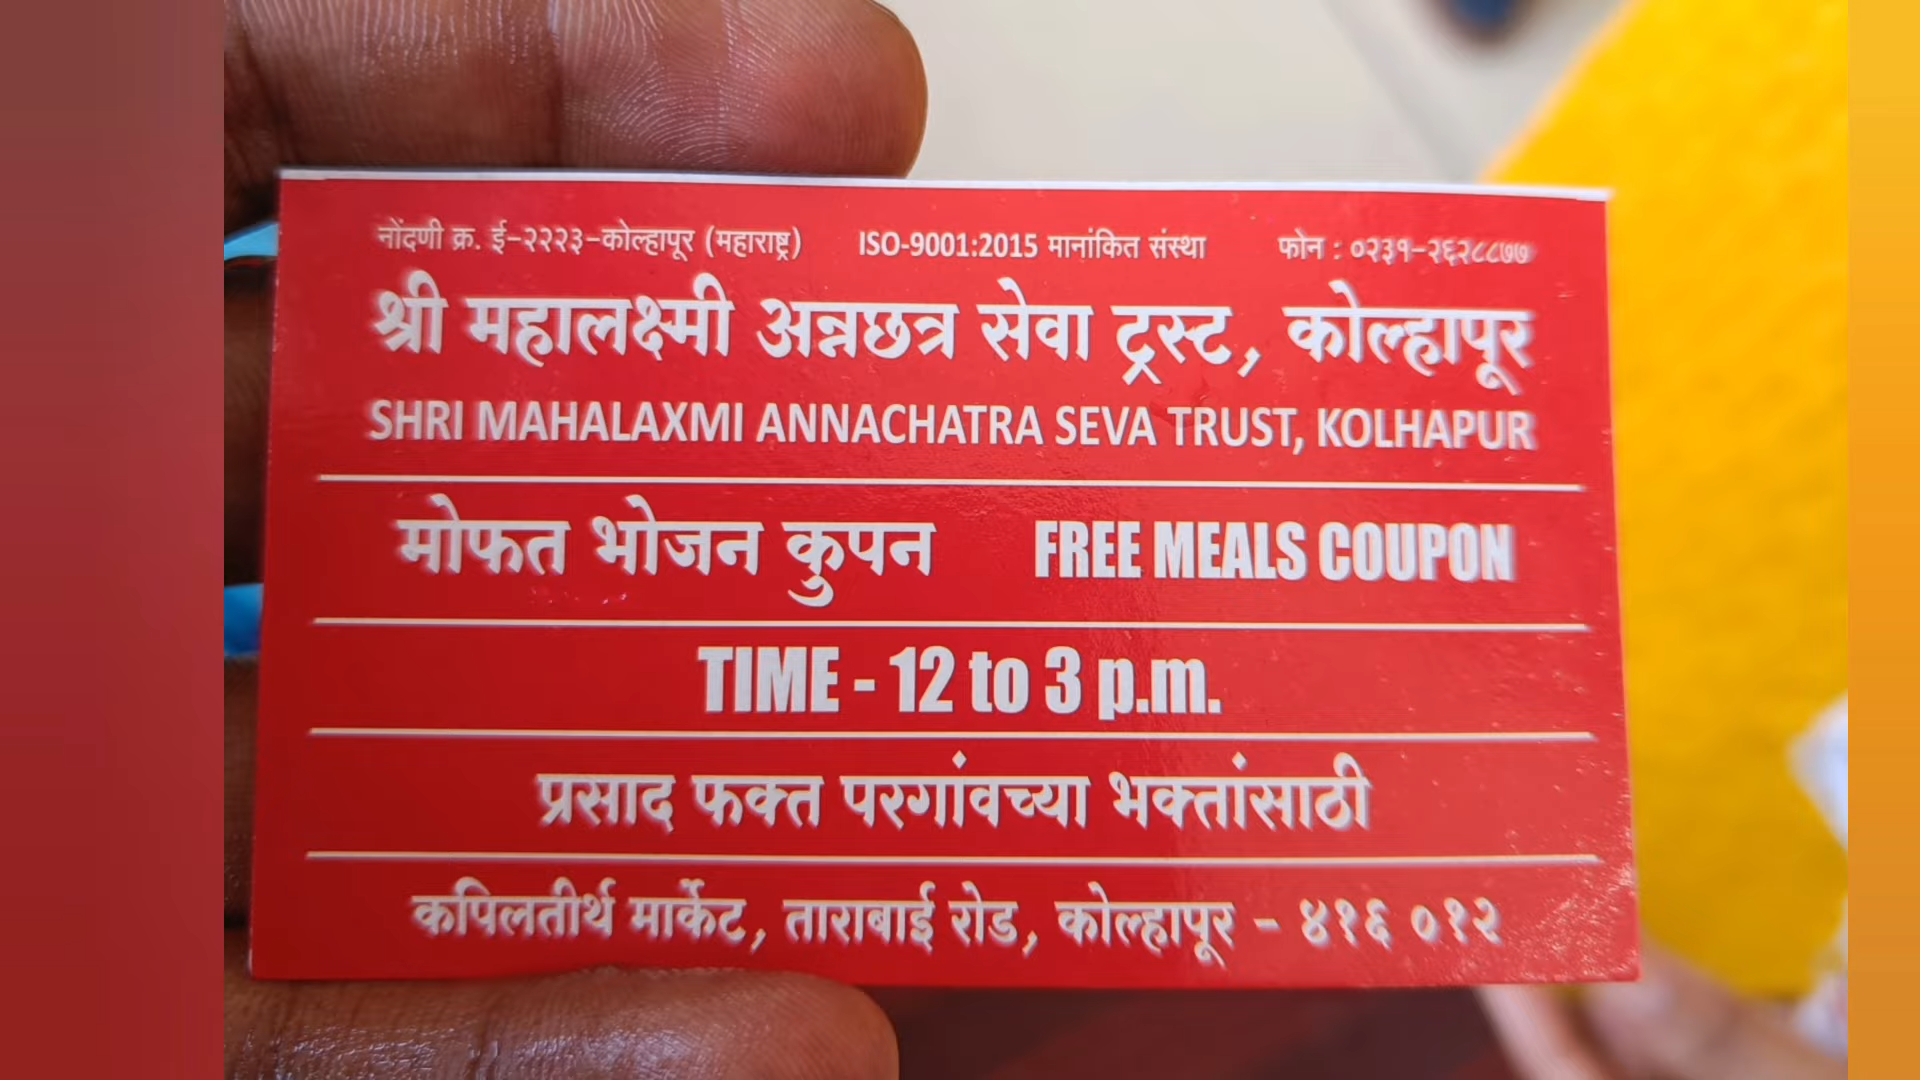 नोंदणी क्र. ई-२२२३-कोल्हापूर (महाराष्ट्र) ISO-9001:2015 मानांकित संस्था फोन : ०२३१-२६२८८७७
श्री महालक्ष्मी अन्नछत्र सेवा ट्रस्ट, कोल्हापूर
SHRI MAHALAXMI ANNACHATRA SEVA TRUST, KOLHAPUR
मोफत भोजन कुपन FREE MEALS COUPON
TIME - 12 to 3 p.m.
प्रसाद फक्त परगांवच्या भक्तांसाठी
कपिलतीर्थ मार्केट, ताराबाई रोड, कोल्हापूर - ४१६ ०१२